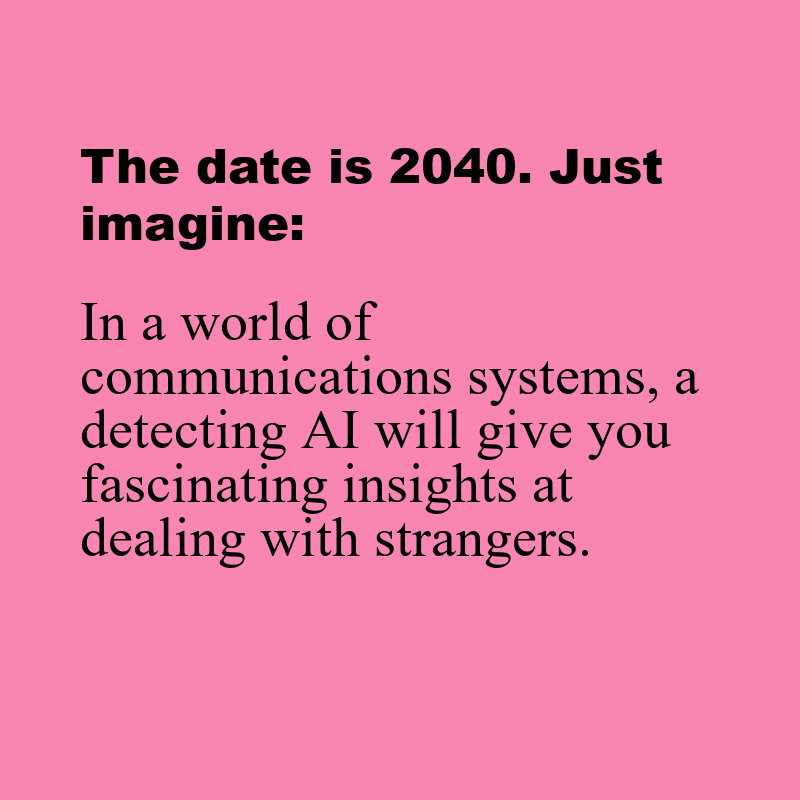 The date is 2040. Just
imagine:
In a world of
communications systems, a
detecting AI will give you
fascinating insights at
dealing with strangers.